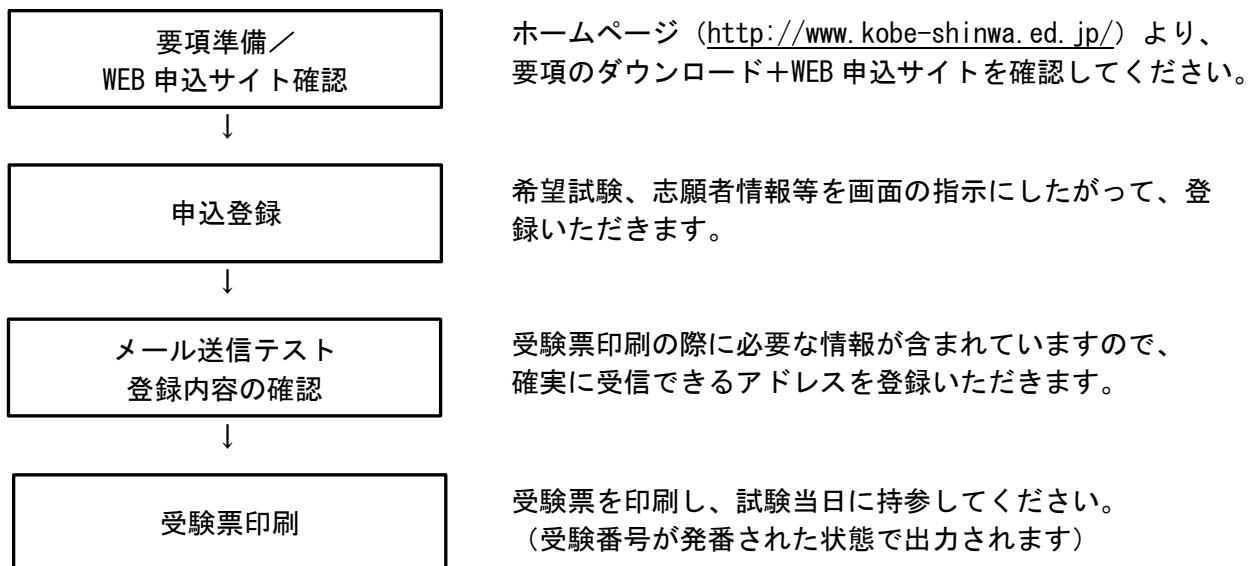 要項準備／
WEB 申込サイト確認
ホームページ（http://www.kobe-shinwa.ed.jp/）より、
要項のダウンロード＋WEB 申込サイトを確認してください。
↓
申込登録
希望試験、志願者情報等を画面の指示にしたがって、登
録いただきます。
↓
メール送信テスト
登録内容の確認
受験票印刷の際に必要な情報が含まれていますので、
確実に受信できるアドレスを登録いただきます。
↓
受験票印刷
受験票を印刷し、試験当日に持参してください。
（受験番号が発番された状態で出力されます）